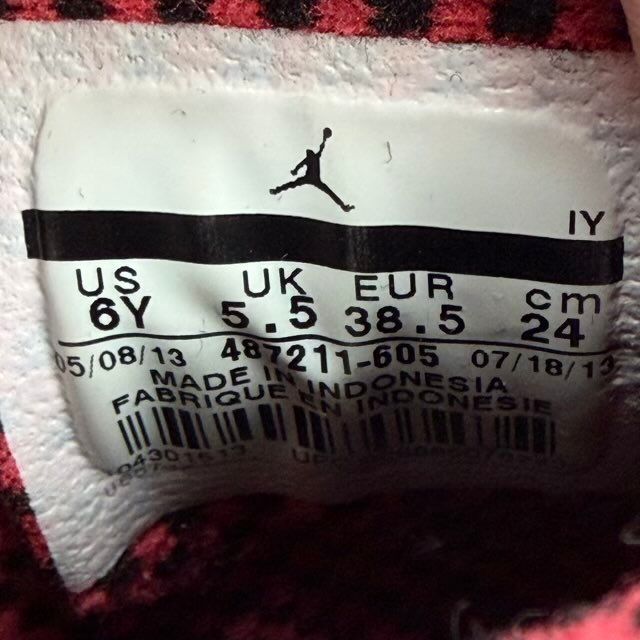 IY
US UK EUR cm
6Y 5.5 38.5 24
05/08/13 487211-605 07/18/13
MADE IN INDONESIA
FABRIQUE EN INDONESIE